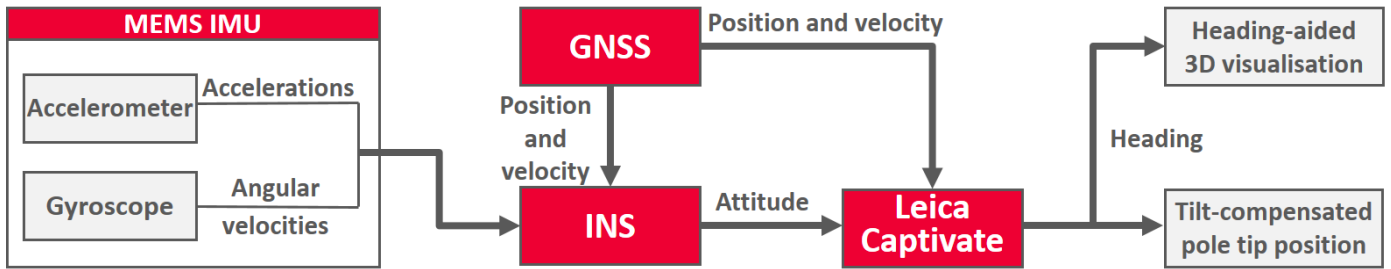 MEMS IMU
Accelerometer
Accelerations
Gyroscope
Angular
velocities
GNSS
Position and velocity
Position
and
velocity
INS
Attitude
Leica
Captivate
Heading
Heading-aided
3D visualisation
Tilt-compensated
pole tip position